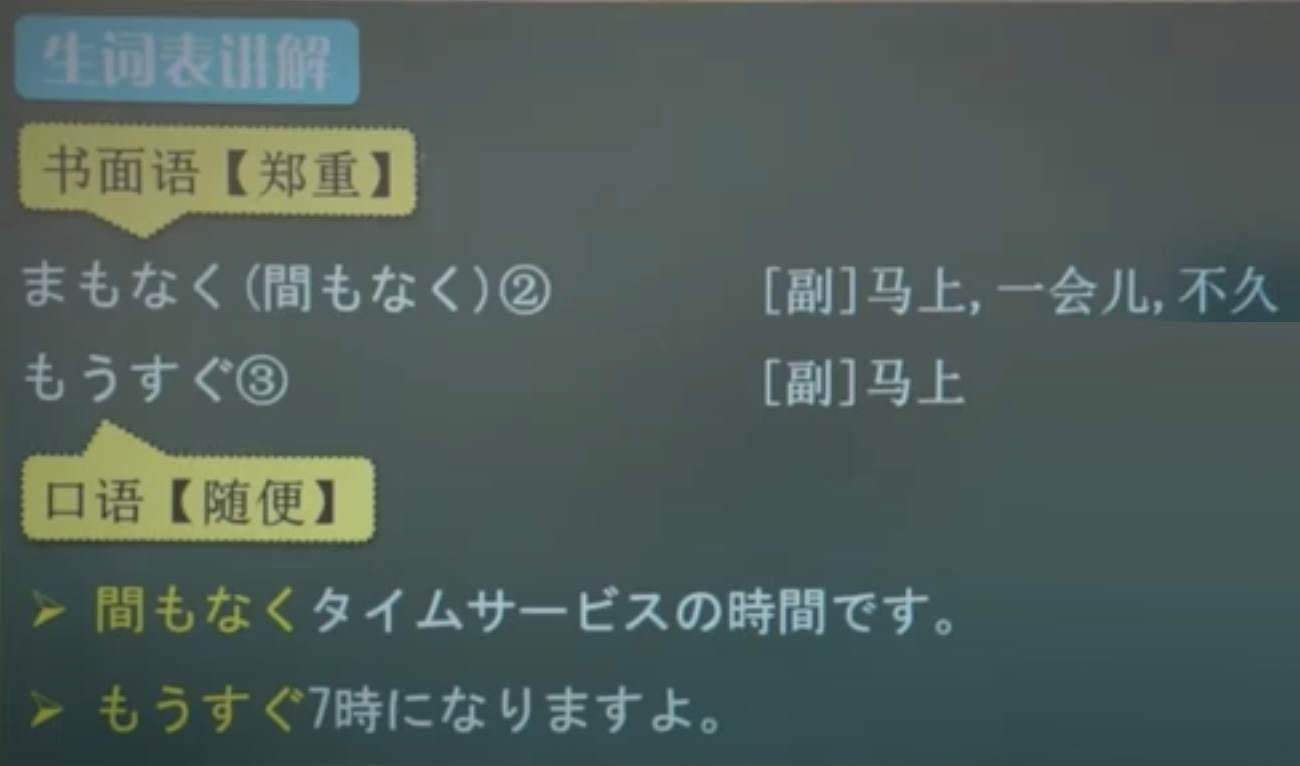 生词表讲解
书面语【郑重】
まもなく(間もなく)② [副]马上,一会儿,不久
もうすぐ③ [副]马上
口语【随便】
➢ 間もなくタイムサービスの時間です。
➢ もうすぐ7時になりますよ。